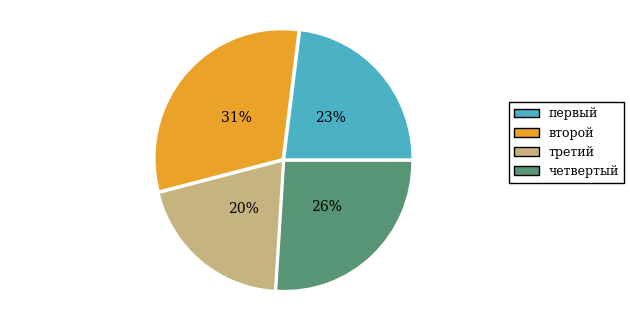 31%
23%
20%
26%
первый
второй
третий
четвертый